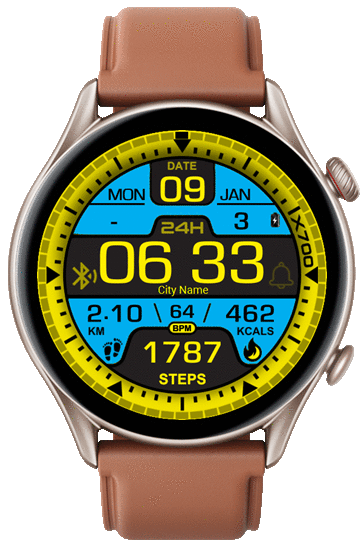 DATE
MON 09 JAN
- 24H 3
06 33
City Name
2.10 \ 64 / 462
KM BPM KCALS
1787
STEPS
X700